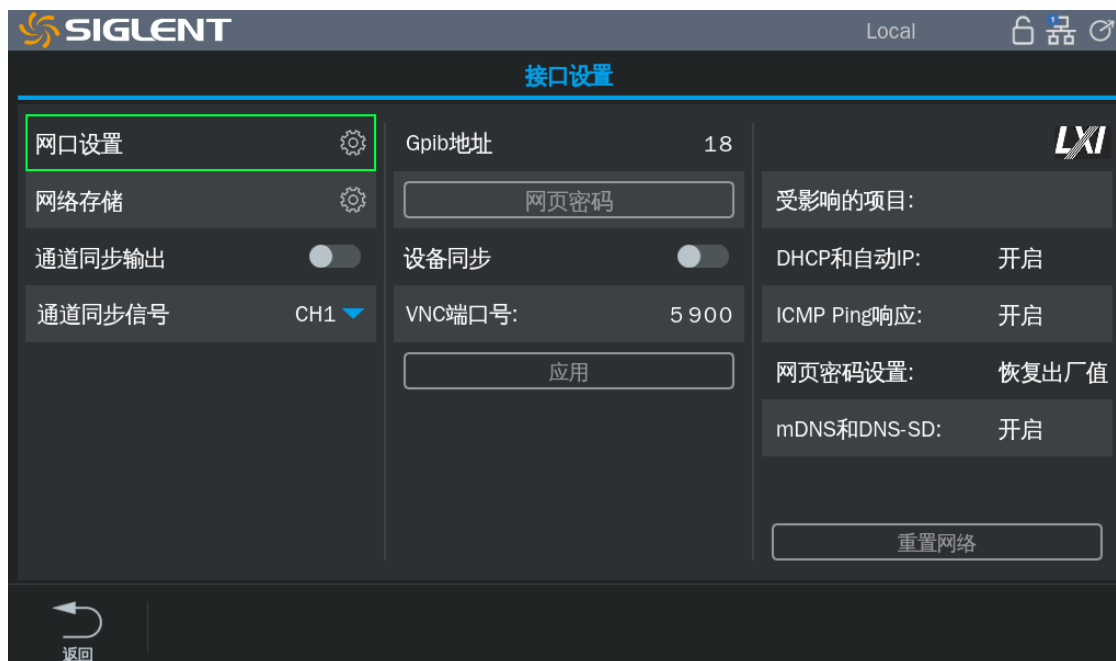 SIGLENT
Local
1
接口设置
网口设置
网络存储
通道同步输出
通道同步信号 CH1
Gpib地址 18
网页密码
设备同步
VNC端口号: 5900
应用
LXI
受影响的项目:
DHCP和自动IP: 开启
ICMP Ping响应: 开启
网页密码设置: 恢复出厂值
mDNS和DNS-SD: 开启
重置网络
返回